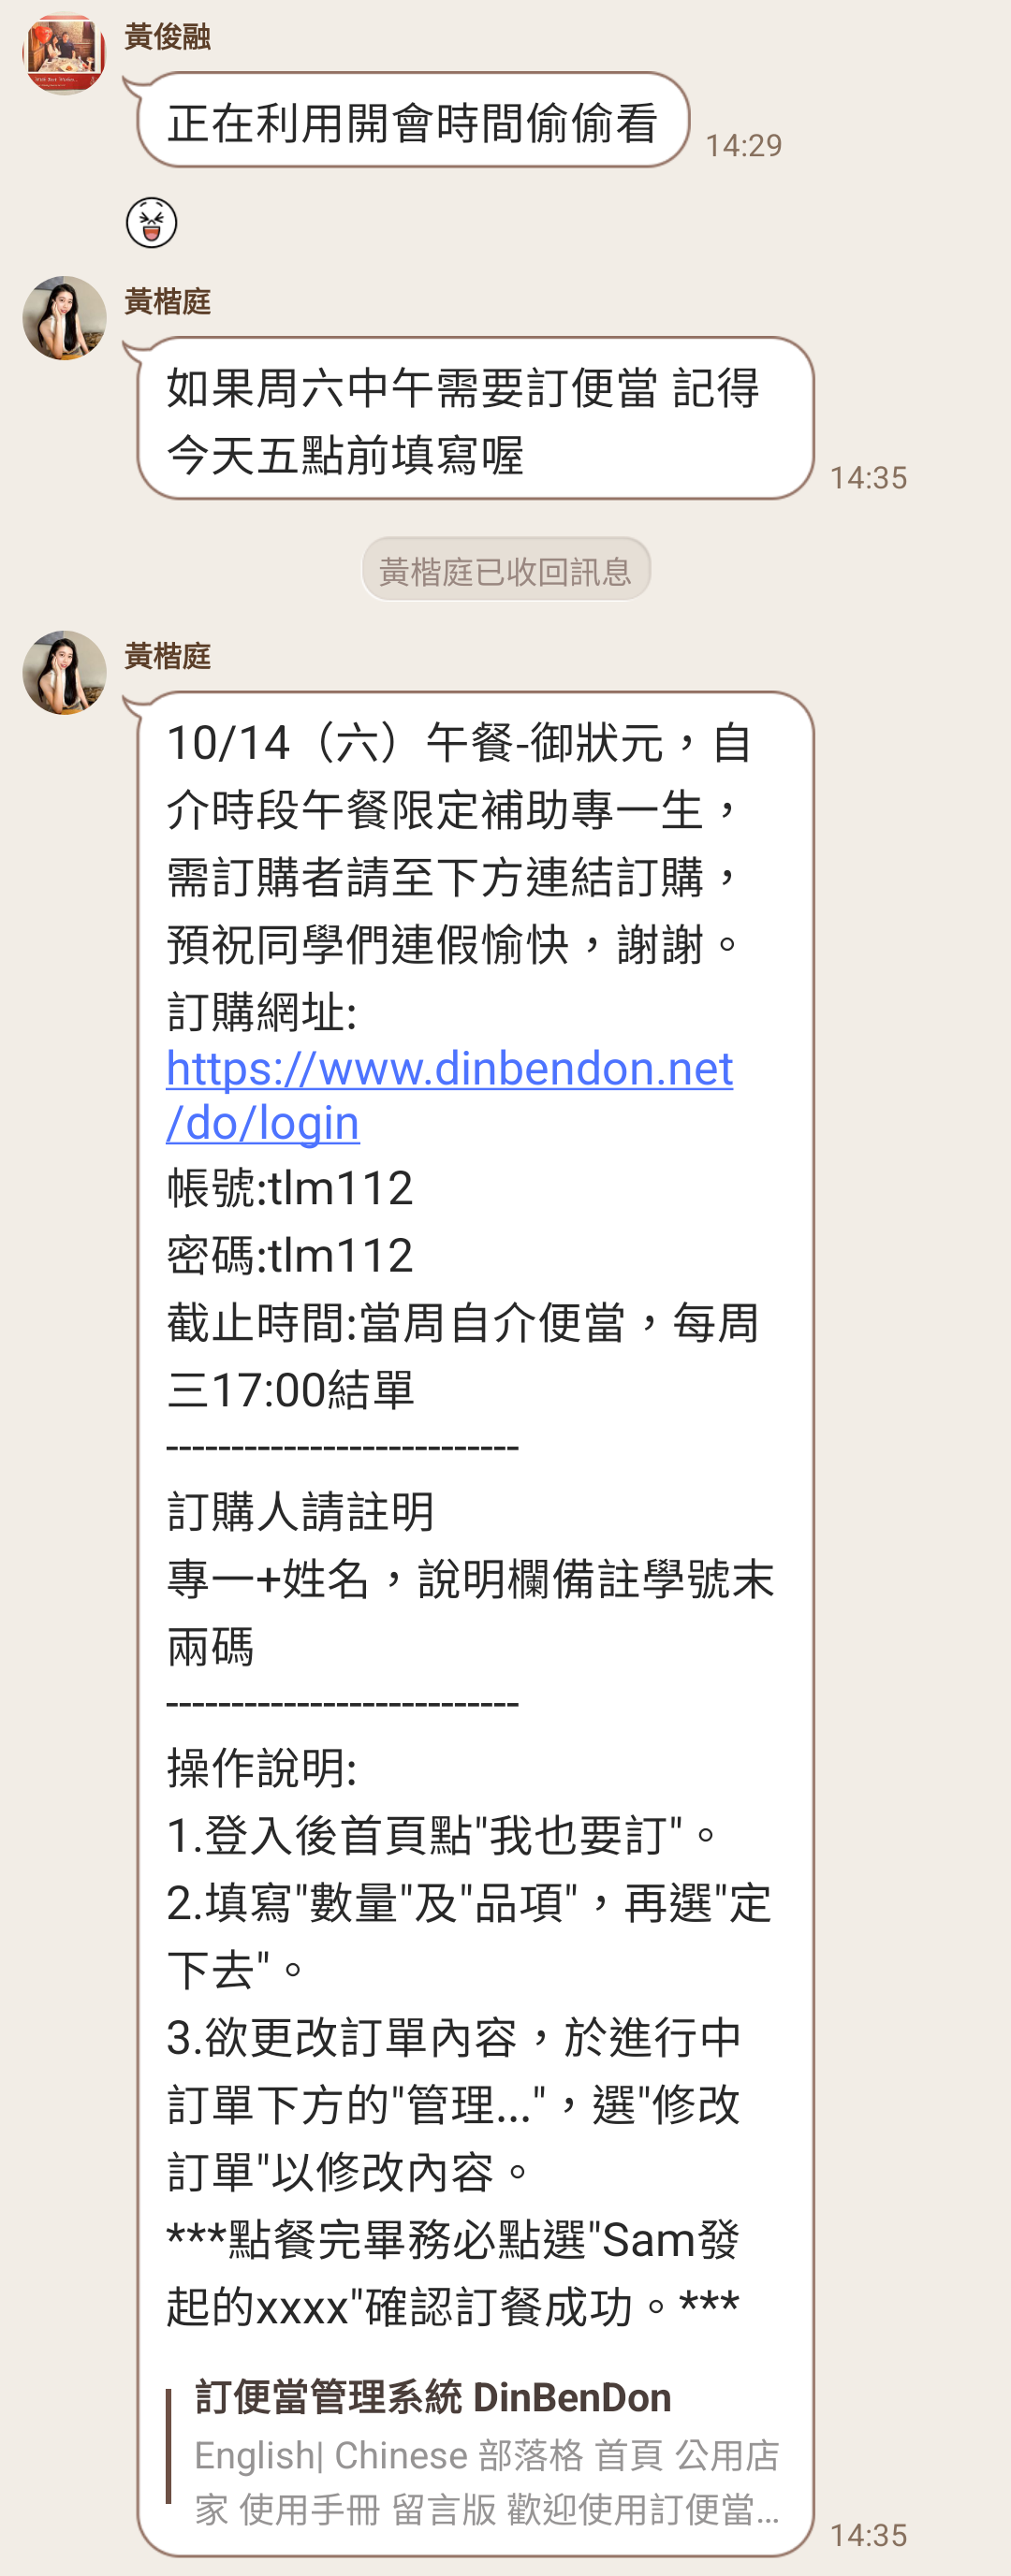 黃俊融
正在利用開會時間偷偷看
14:29
黃楷庭
如果周六中午需要訂便當 記得
今天五點前填寫喔
14:35
黃楷庭已收回訊息
黃楷庭
10/14（六）午餐-御狀元，自
介時段午餐限定補助專一生，
需訂購者請至下方連結訂購，
預祝同學們連假愉快，謝謝。
訂購網址:
https://www.dinbendon.net
/do/login
帳號:tlm112
密碼:tlm112
截止時間:當周自介便當，每周
三17:00結單
---------------------------
訂購人請註明
專一+姓名，說明欄備註學號末
兩碼
---------------------------
操作說明:
1.登入後首頁點"我也要訂"。
2.填寫"數量"及"品項"，再選"定
下去"。
3.欲更改訂單內容，於進行中
訂單下方的"管理..."，選"修改
訂單"以修改內容。
***點餐完畢務必點選"Sam發
起的xxxx"確認訂餐成功。***
訂便當管理系統 DinBenDon
English| Chinese 部落格 首頁 公用店
家 使用手冊 留言版 歡迎使用訂便當...
14:35